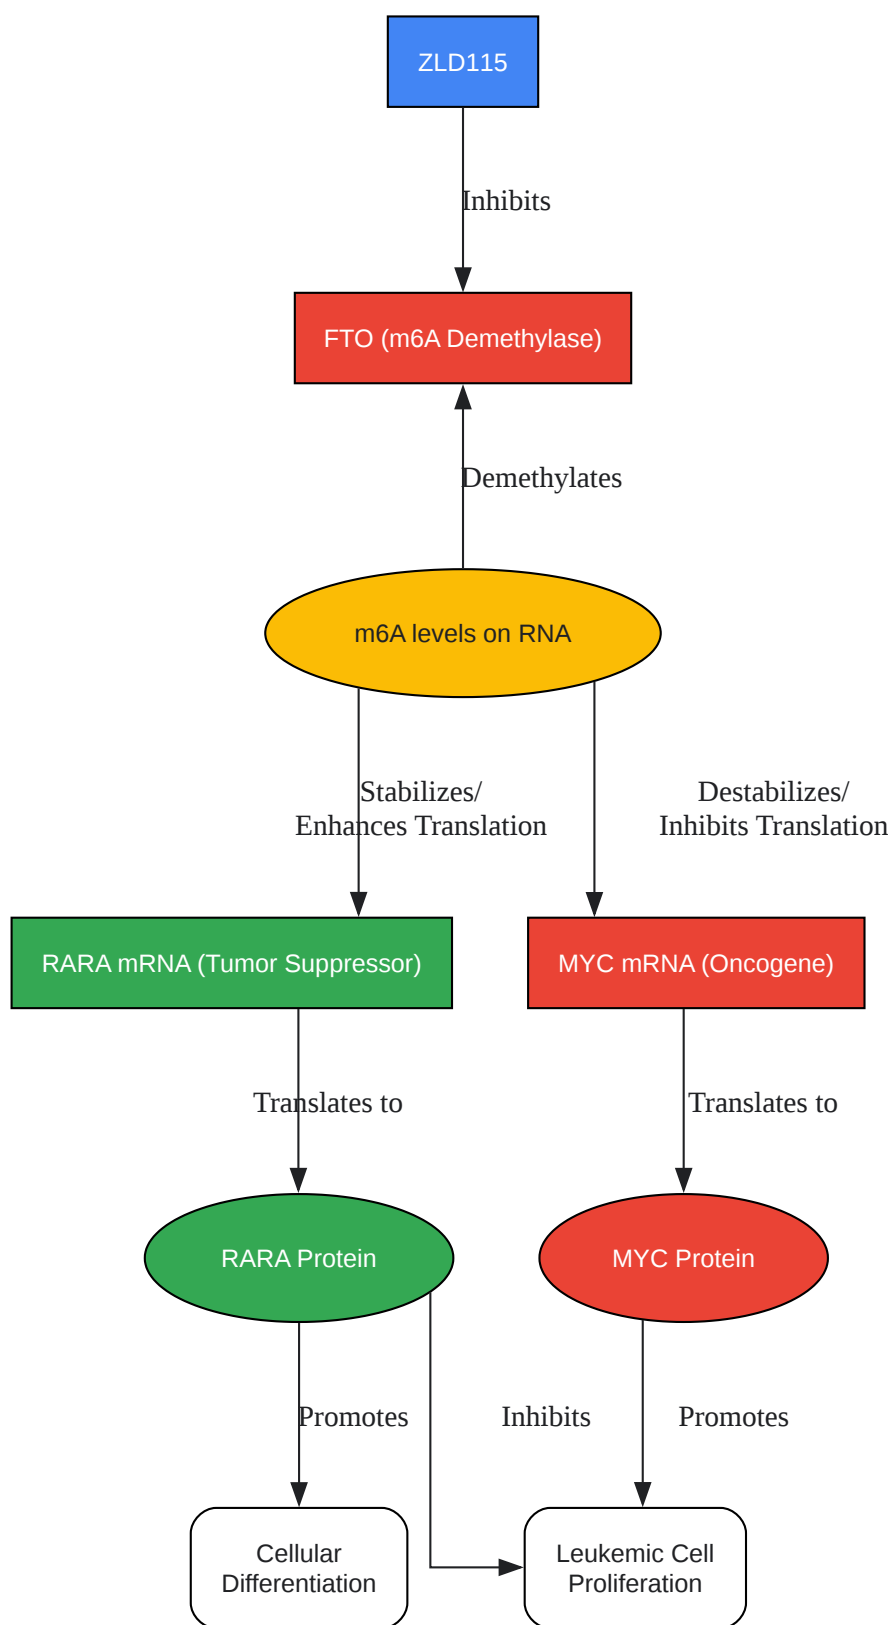 ZLD115
Inhibits
FTO (m6A Demethylase)
Demethylates
m6A levels on RNA
Stabilizes/
Enhances Translation
Destabilizes/
Inhibits Translation
RARA mRNA (Tumor Suppressor)
MYC mRNA (Oncogene)
Translates to
Translates to
RARA Protein
MYC Protein
Promotes
Inhibits
Promotes
Cellular
Differentiation
Leukemic Cell
Proliferation